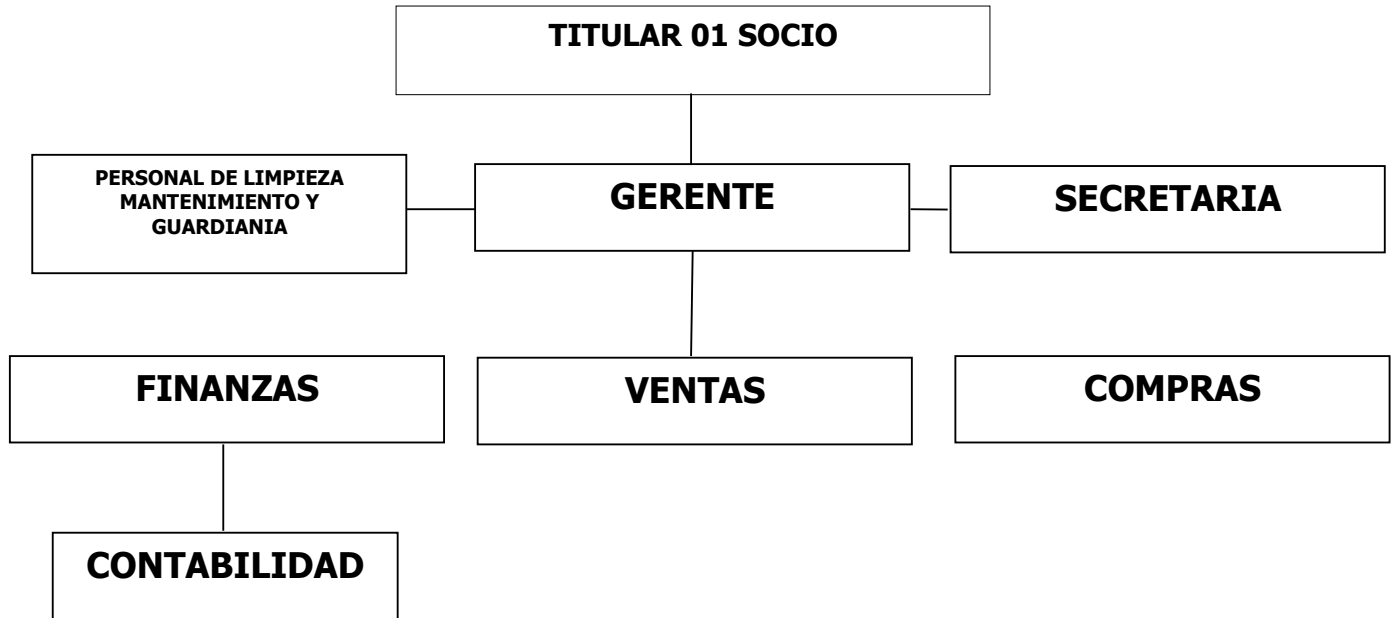 TITULAR 01 SOCIO
PERSONAL DE LIMPIEZA
MANTENIMIENTO Y
GUARDIANIA
GERENTE
SECRETARIA
FINANZAS
VENTAS
COMPRAS
CONTABILIDAD